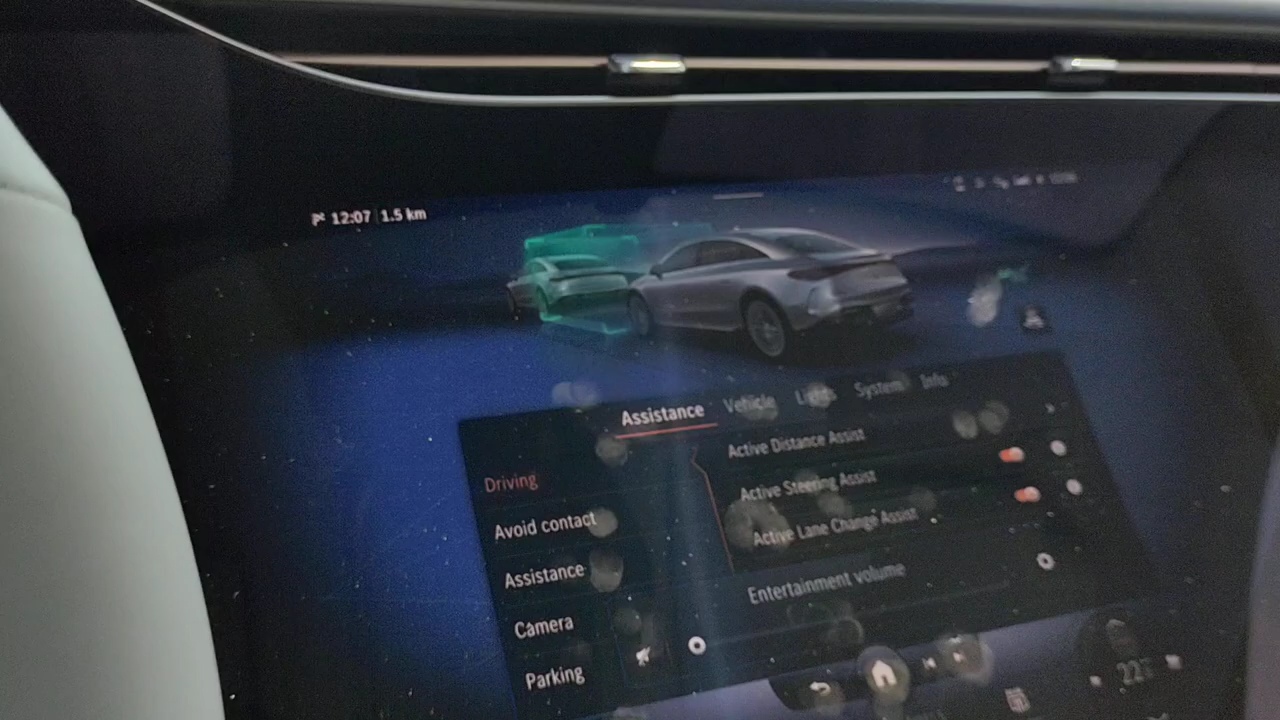 12:07 1.5 km
Assistance Vehicle Lights System Info
Driving
Avoid contact
Assistance
Camera
Parking
Active Distance Assist
Active Steering Assist
Active Lane Change Assist
Entertainment volume